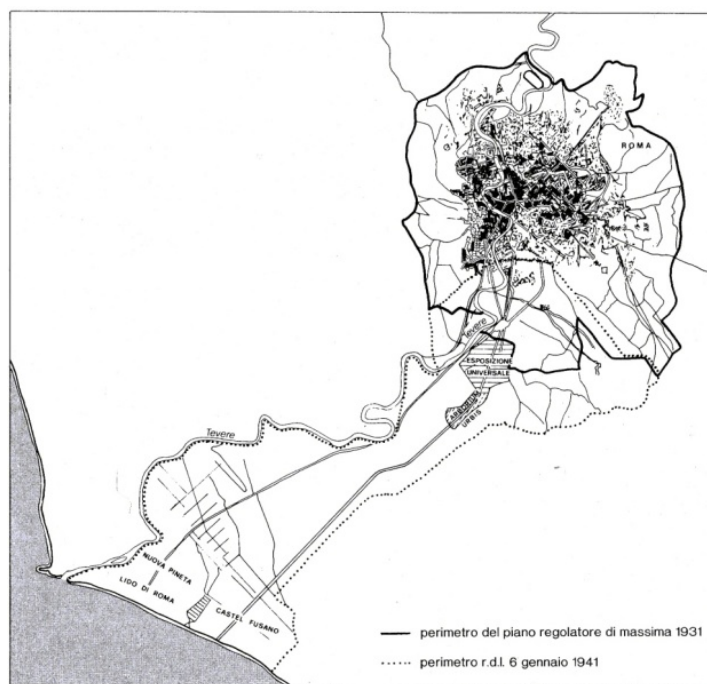 ROMA
Tevere
ESPOSIZIONE
UNIVERSALE
URBIS
Tevere
NUOVA PINETA
LIDO DI ROMA
CASTEL FUSANO
perimetro del piano regolatore di massima 1931
perimetro r.d.l. 6 gennaio 1941